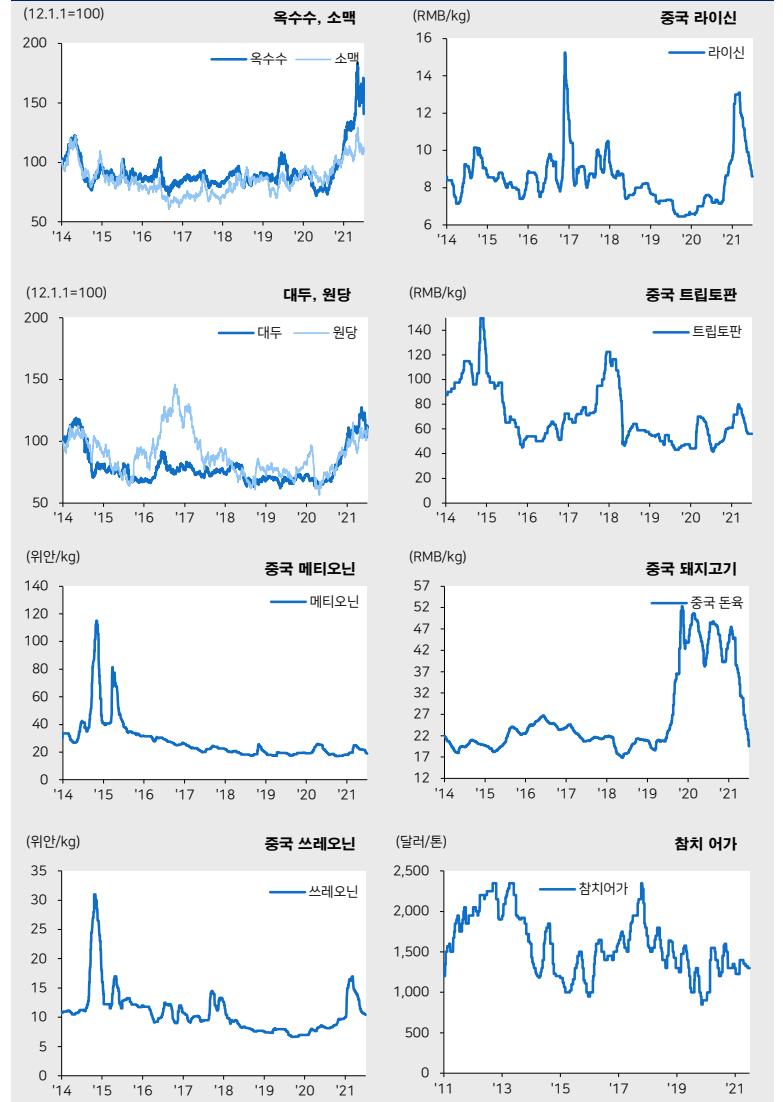 (12.1.1=100)
옥수수, 소맥
옥수수
소맥
200
150
100
50
'14 '15 '16 '17 '18 '19 '20 '21
(RMB/kg)
중국 라이신
라이신
16
14
12
10
8
6
'14 '15 '16 '17 '18 '19 '20 '21
(12.1.1=100)
대두, 원당
대두
원당
200
150
100
50
'14 '15 '16 '17 '18 '19 '20 '21
(RMB/kg)
중국 트립토판
트립토판
140
120
100
80
60
40
20
0
'14 '15 '16 '17 '18 '19 '20 '21
(위안/kg)
중국 메티오닌
메티오닌
140
120
100
80
60
40
20
0
'14 '15 '16 '17 '18 '19 '20 '21
(RMB/kg)
중국 돼지고기
중국 돈육
57
52
47
42
37
32
27
22
17
12
'14 '15 '16 '17 '18 '19 '20 '21
(위안/kg)
중국 쓰레오닌
쓰레오닌
35
30
25
20
15
10
5
0
'14 '15 '16 '17 '18 '19 '20 '21
(달러/톤)
참치 어가
참치어가
2,500
2,000
1,500
1,000
500
0
'11 '13 '15 '17 '19 '21